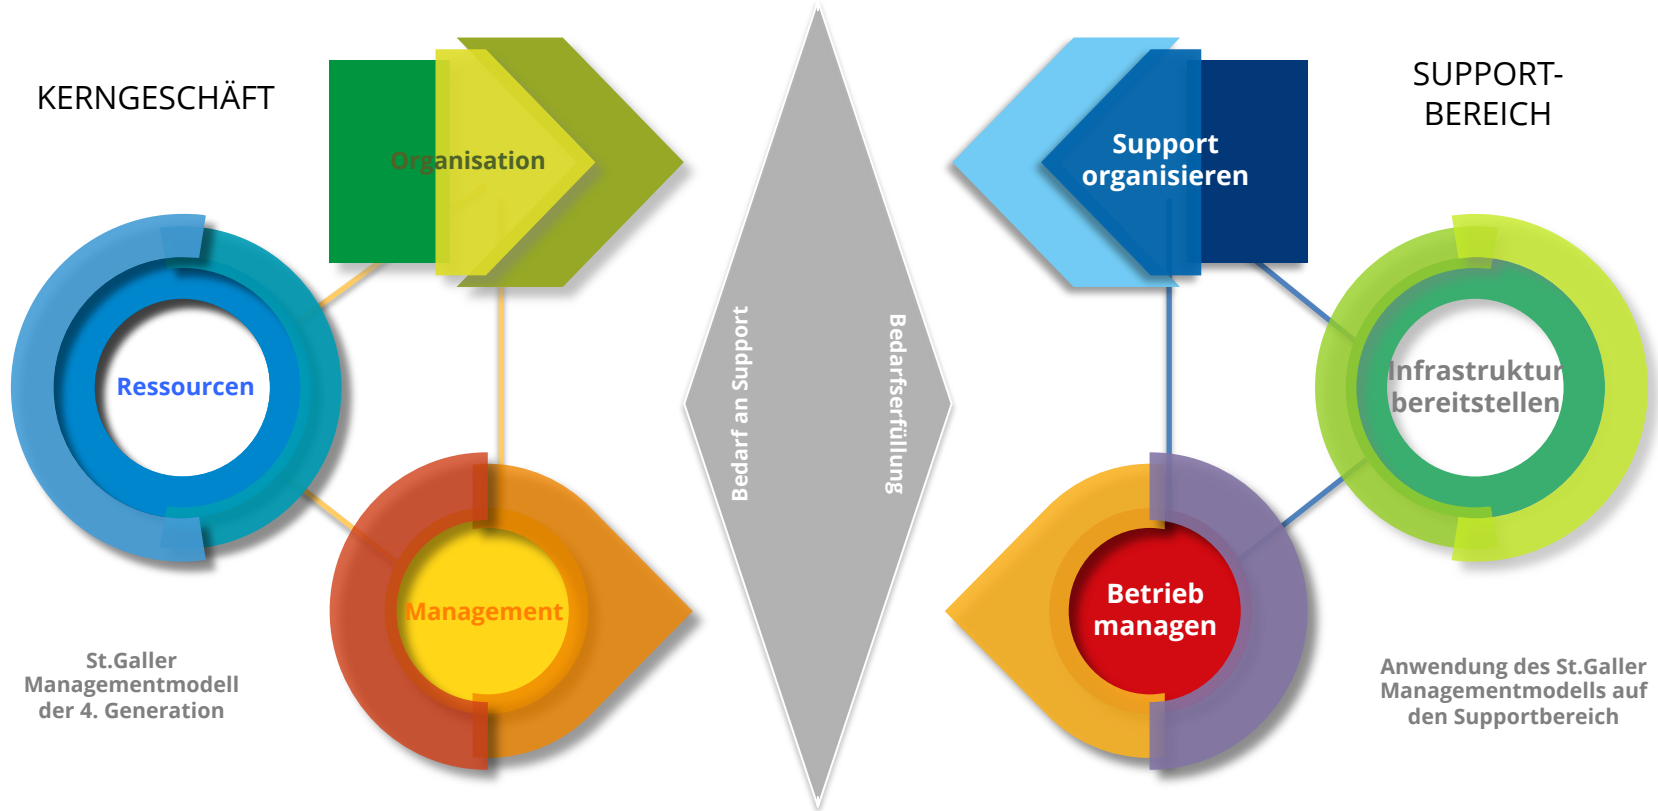 KERNGESCHÄFT
Organisation
Ressourcen
Management
St.Galler
Managementmodell
der 4. Generation
Bedarf an Support
Bedarfserfüllung
SUPPORT-
BEREICH
Support
organisieren
Infrastruktur
bereitstellen
Betrieb
managen
Anwendung des St.Galler
Managementmodells auf
den Supportbereich